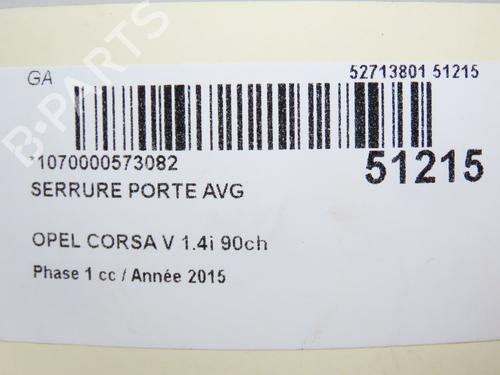 GA
52713801 51215
*1070000573082
51215
SERRURE PORTE AVG
OPEL CORSA V 1.4i 90ch
Phase 1 cc / Année 2015
B-PARTS